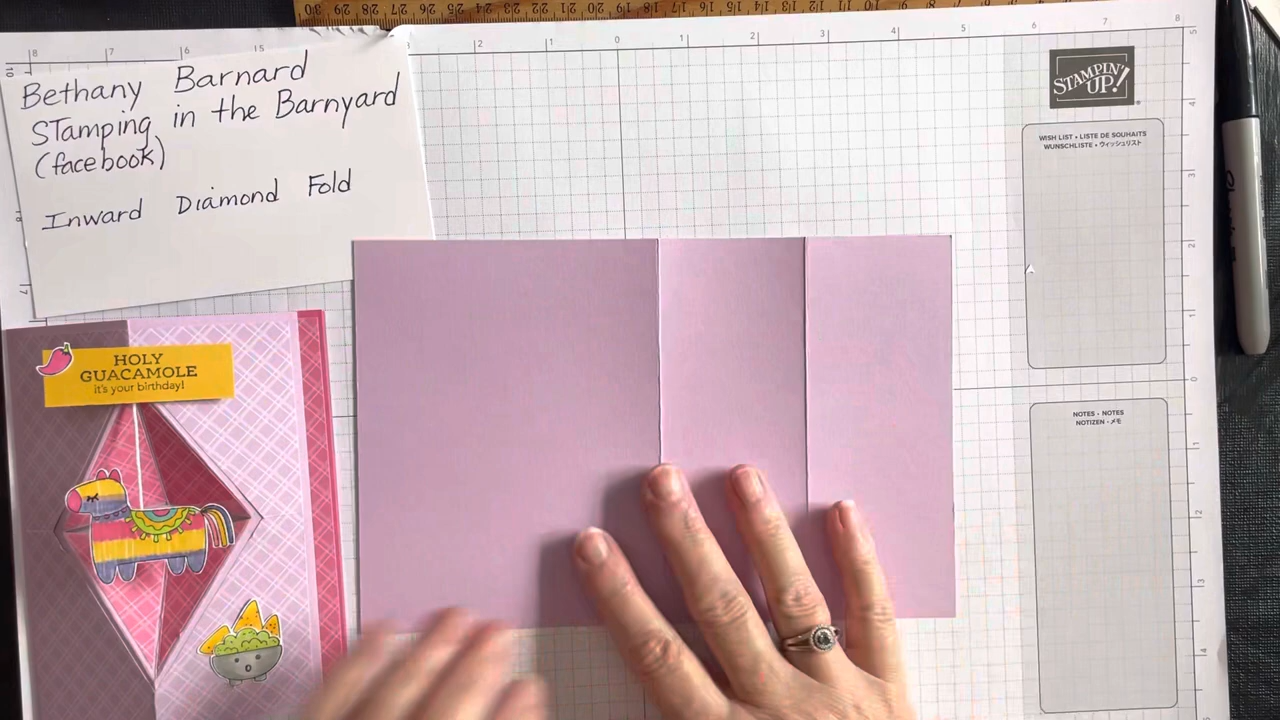 Bethany Barnard
STamping in the Barnyard
(facebook)
Inward Diamond Fold
HOLY
GUACAMOLE
it's your birthday!
STAMPIN' UP!
WISH LIST • LISTE DE SOUHAITS
WUNSCHLISTE • ウィッシュリスト
NOTES • NOTES
NOTIZEN • メモ